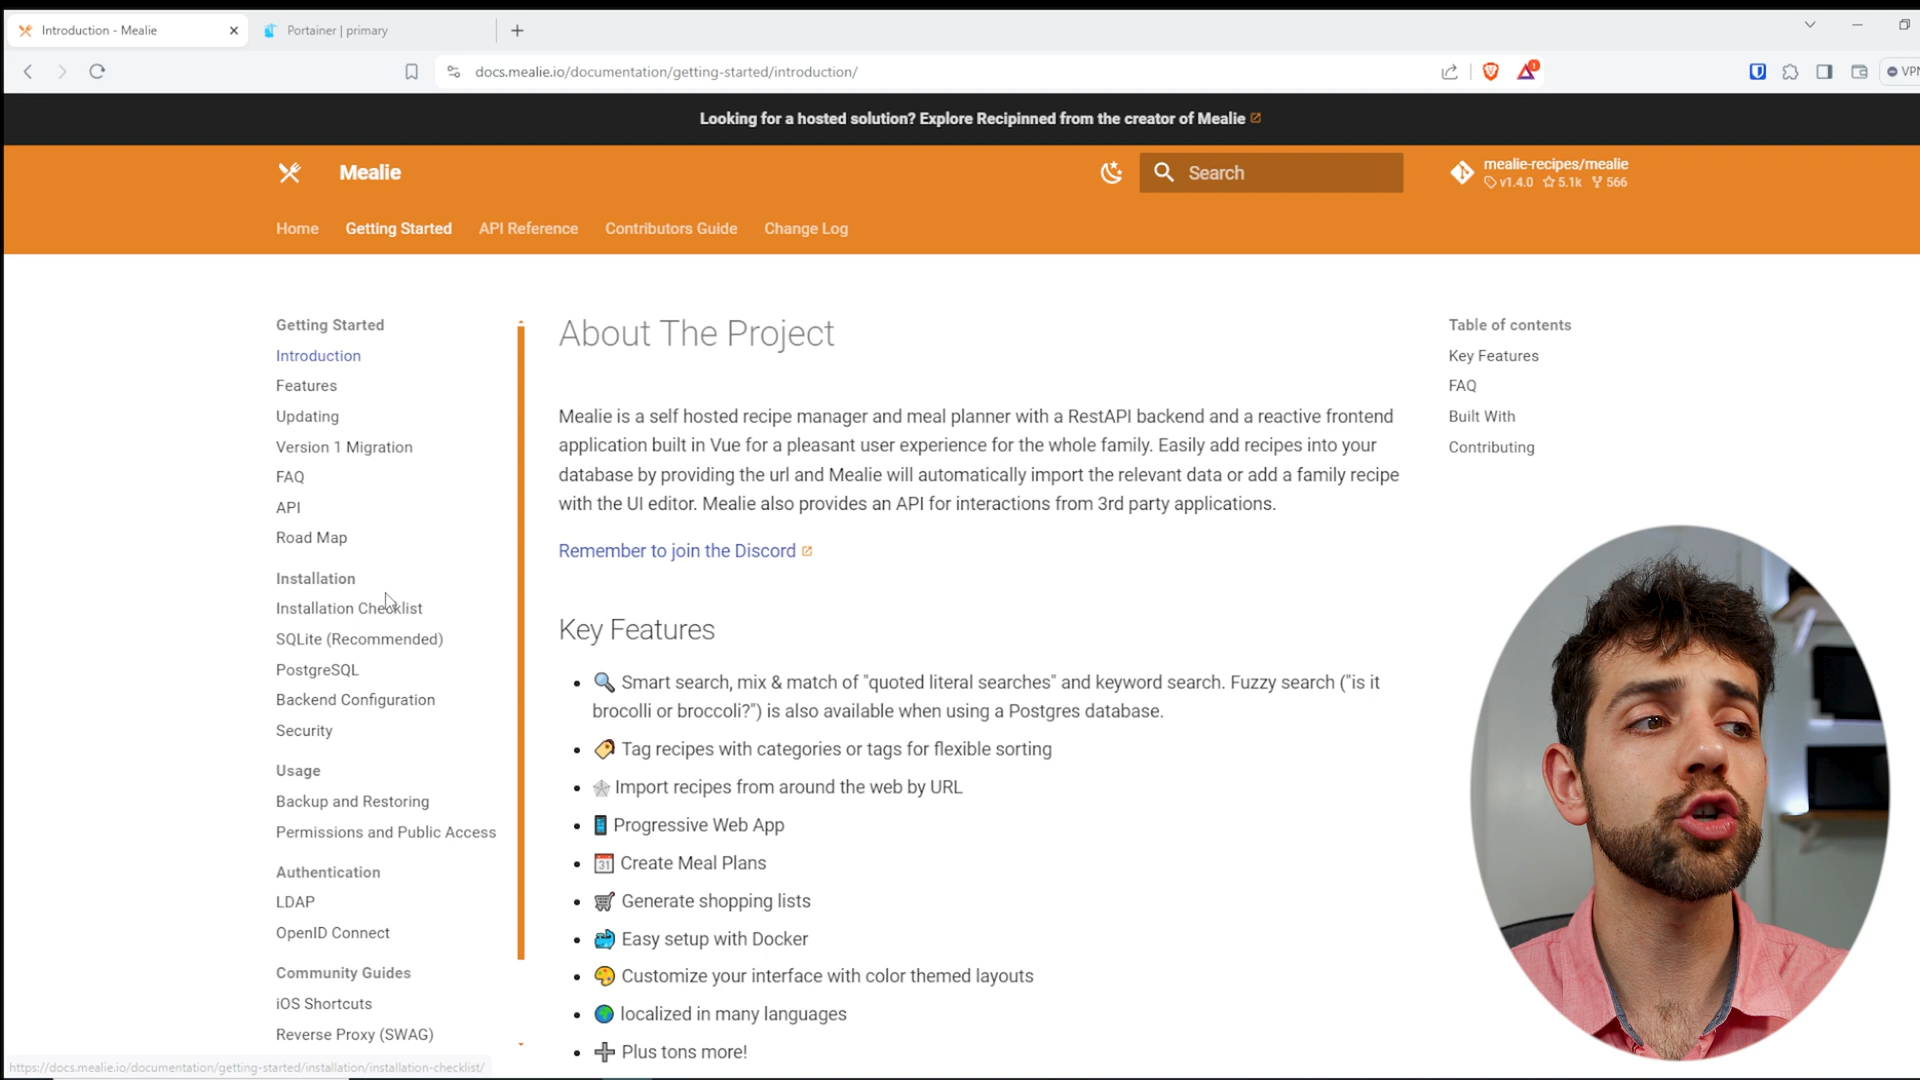 Introduction - Mealie
Portainer | primary
docs.mealie.io/documentation/getting-started/introduction/
1
VPN
Looking for a hosted solution? Explore Recipinned from the creator of Mealie
Mealie
Search
mealie-recipes/mealie
v1.4.0 5.1k 566
Home Getting Started API Reference Contributors Guide Change Log
Getting Started
Introduction
Features
Updating
Version 1 Migration
FAQ
API
Road Map
Installation
Installation Checklist
SQLite (Recommended)
PostgreSQL
Backend Configuration
Security
Usage
Backup and Restoring
Permissions and Public Access
Authentication
LDAP
OpenID Connect
Community Guides
iOS Shortcuts
Reverse Proxy (SWAG)
About The Project
Mealie is a self hosted recipe manager and meal planner with a RestAPI backend and a reactive frontend
application built in Vue for a pleasant user experience for the whole family. Easily add recipes into your
database by providing the url and Mealie will automatically import the relevant data or add a family recipe
with the UI editor. Mealie also provides an API for interactions from 3rd party applications.
Remember to join the Discord
Key Features
Smart search, mix & match of "quoted literal searches" and keyword search. Fuzzy search ("is it
brocolli or broccoli?") is also available when using a Postgres database.
Tag recipes with categories or tags for flexible sorting
Import recipes from around the web by URL
Progressive Web App
31 Create Meal Plans
Generate shopping lists
Easy setup with Docker
Customize your interface with color themed layouts
localized in many languages
Plus tons more!
Table of contents
Key Features
FAQ
Built With
Contributing
https://docs.mealie.io/documentation/getting-started/installation/installation-checklist/